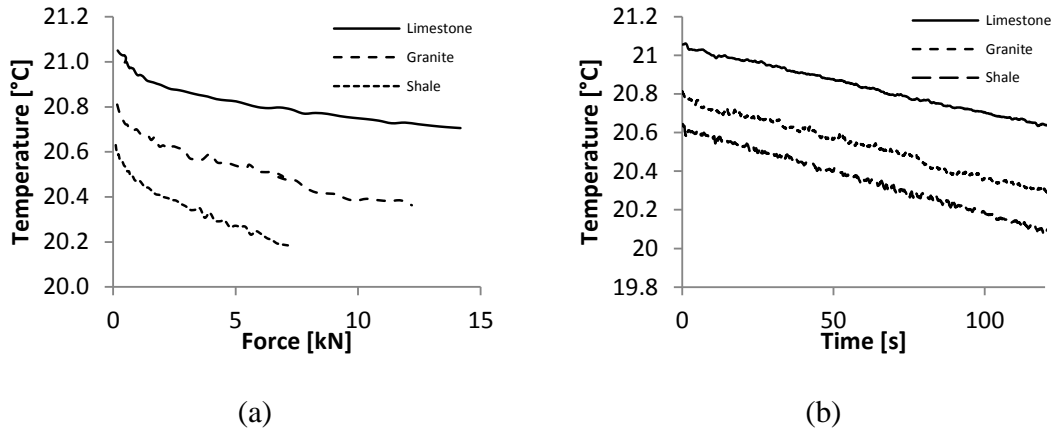 21.2
21.0
20.8
20.6
20.4
20.2
20.0
Temperature [°C]
0
5
10
15
Force [kN]
Limestone
Granite
Shale
(a)
21.2
21
20.8
20.6
20.4
20.2
20
19.8
Temperature [°C]
0
50
100
Time [s]
Limestone
Granite
Shale
(b)